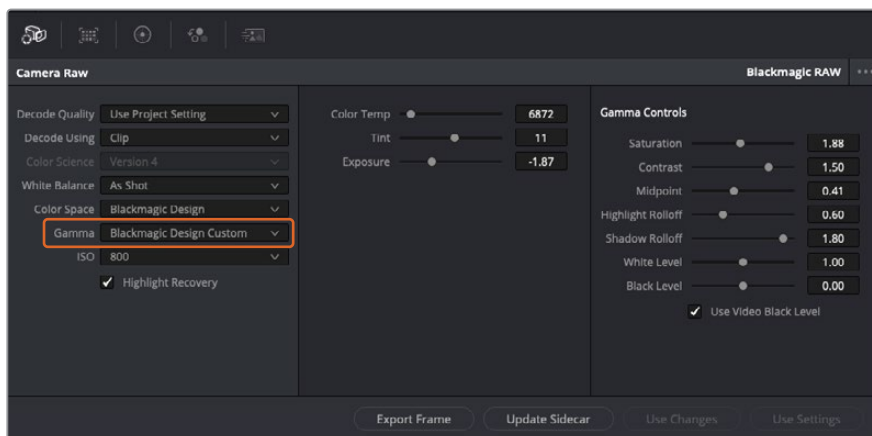 Camera Raw
Blackmagic RAW
Decode Quality Use Project Setting
Decode Using Clip
Color Science Version 4
White Balance As Shot
Color Space Blackmagic Design
Gamma Blackmagic Design Custom
ISO 800
Highlight Recovery
Color Temp 6872
Tint 11
Exposure -1.87
Gamma Controls
Saturation 1.88
Contrast 1.50
Midpoint 0.41
Highlight Rolloff 0.60
Shadow Rolloff 1.80
White Level 1.00
Black Level 0.00
Use Video Black Level
Export Frame
Update Sidecar
Use Changes
Use Settings